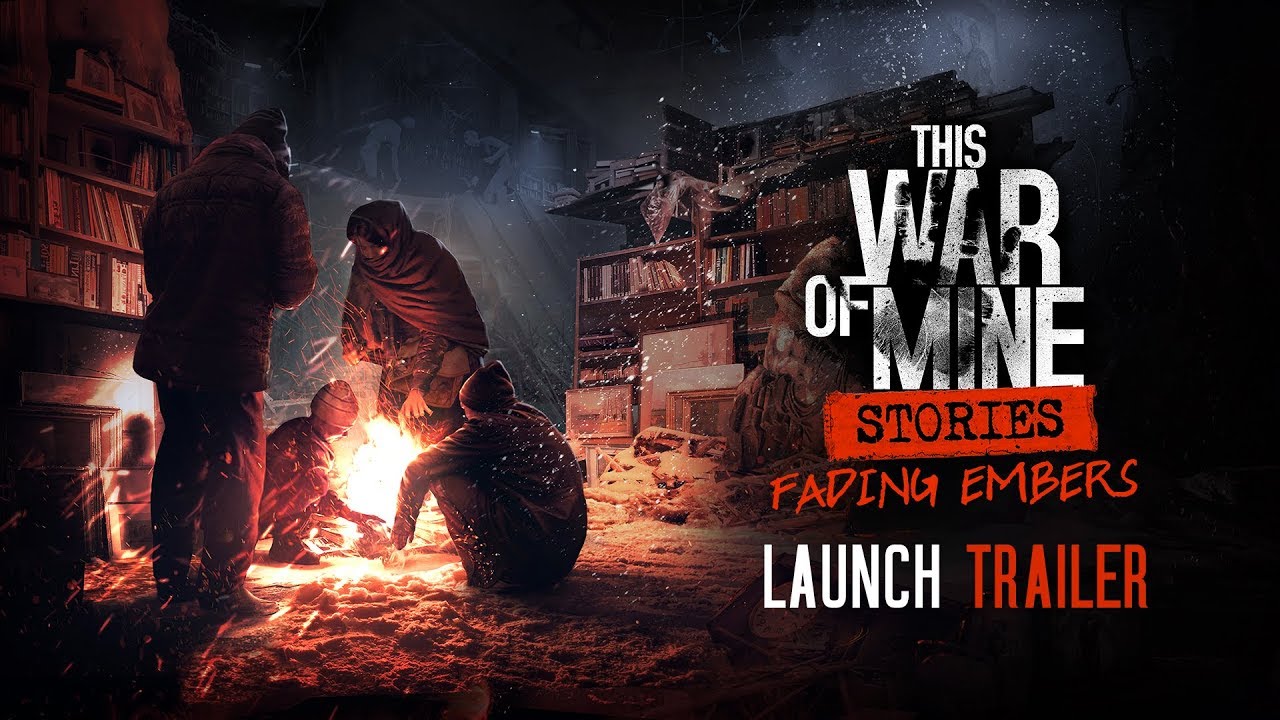 THIS
WAR
OF MINE
STORIES
FADING EMBERS
LAUNCH TRAILER